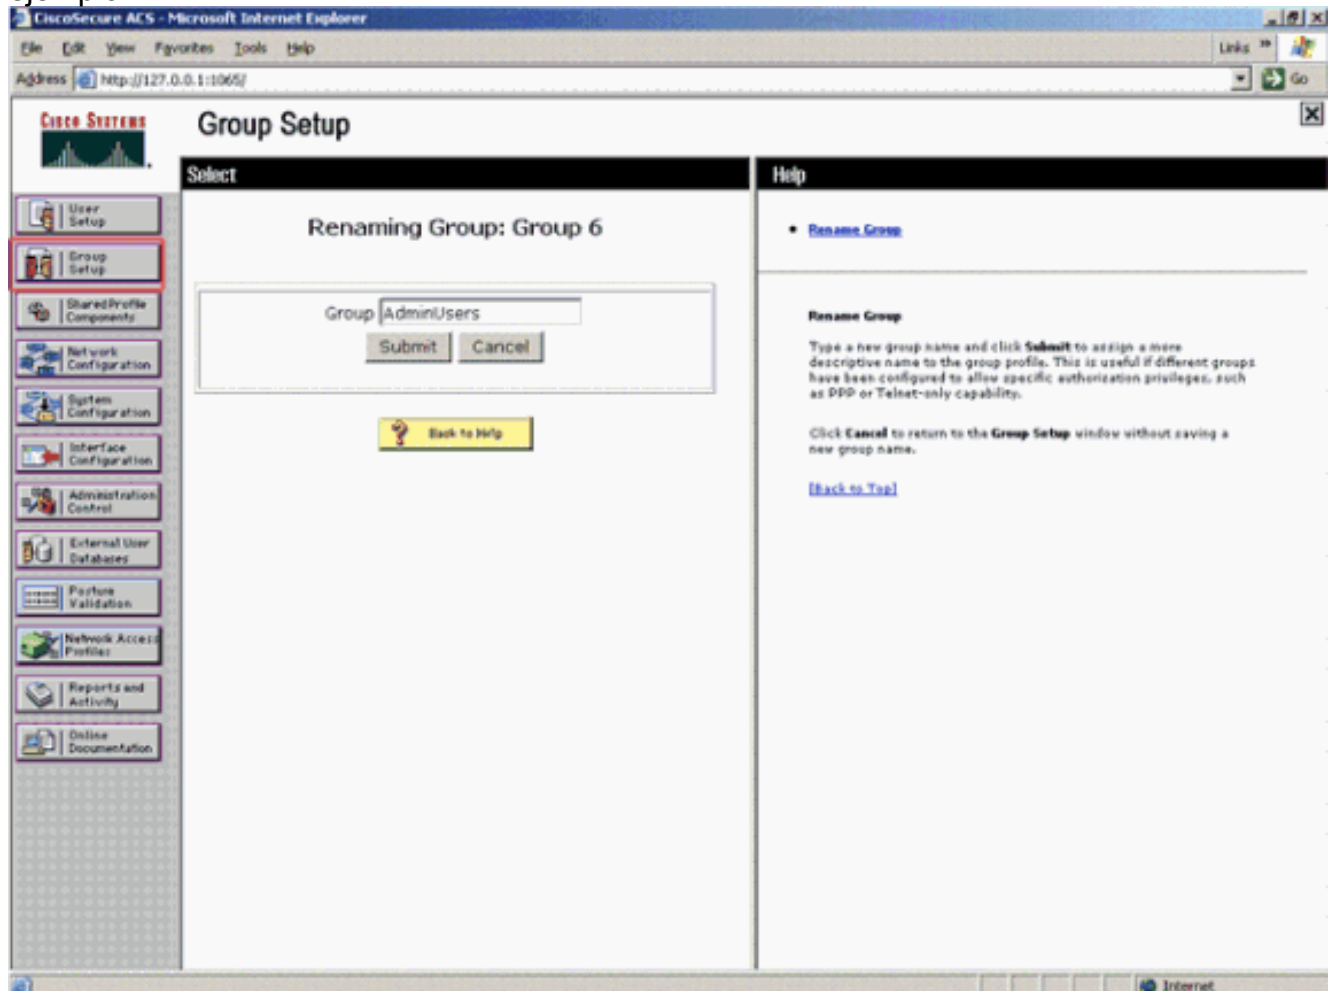 ejemplo
CiscoSecure ACS - Microsoft Internet Explorer
File Edit View Favorites Tools Help
Links »
Address http://127.0.0.1:1065/
Go
CISCO SYSTEMS
Group Setup
Select
Help
User Setup
Group Setup
Shared Profile Components
Network Configuration
System Configuration
Interface Configuration
Administration Control
External User Databases
Posture Validation
Network Access Profiles
Reports and Activity
Online Documentation
Renaming Group: Group 6
Group AdminUsers
Submit Cancel
? Back to Help
• Rename Group
Rename Group
Type a new group name and click Submit to assign a more
descriptive name to the group profile. This is useful if different groups
have been configured to allow specific authorization privileges, such
as PPP or Telnet-only capability.
Click Cancel to return to the Group Setup window without saving a
new group name.
[Back to Top]
Internet